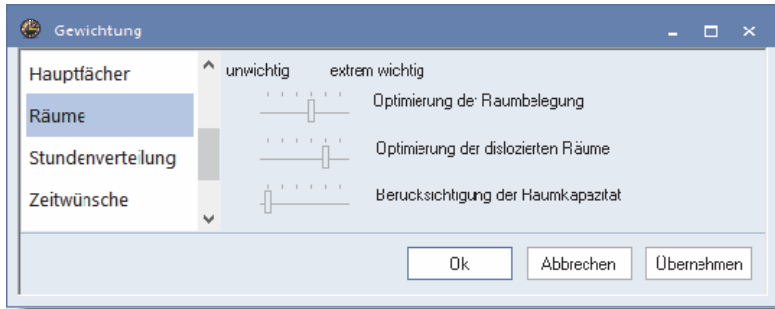 Gewichtung
Hauptfächer
Räume
Stundenverteilung
Zeitwünsche
unwichtig extrem wichtig
Optimierung der Raumbelegung
Optimierung der dislozierten Räume
Berücksichtigung der Raumkapazität
Ok Abbrechen Übernehmen